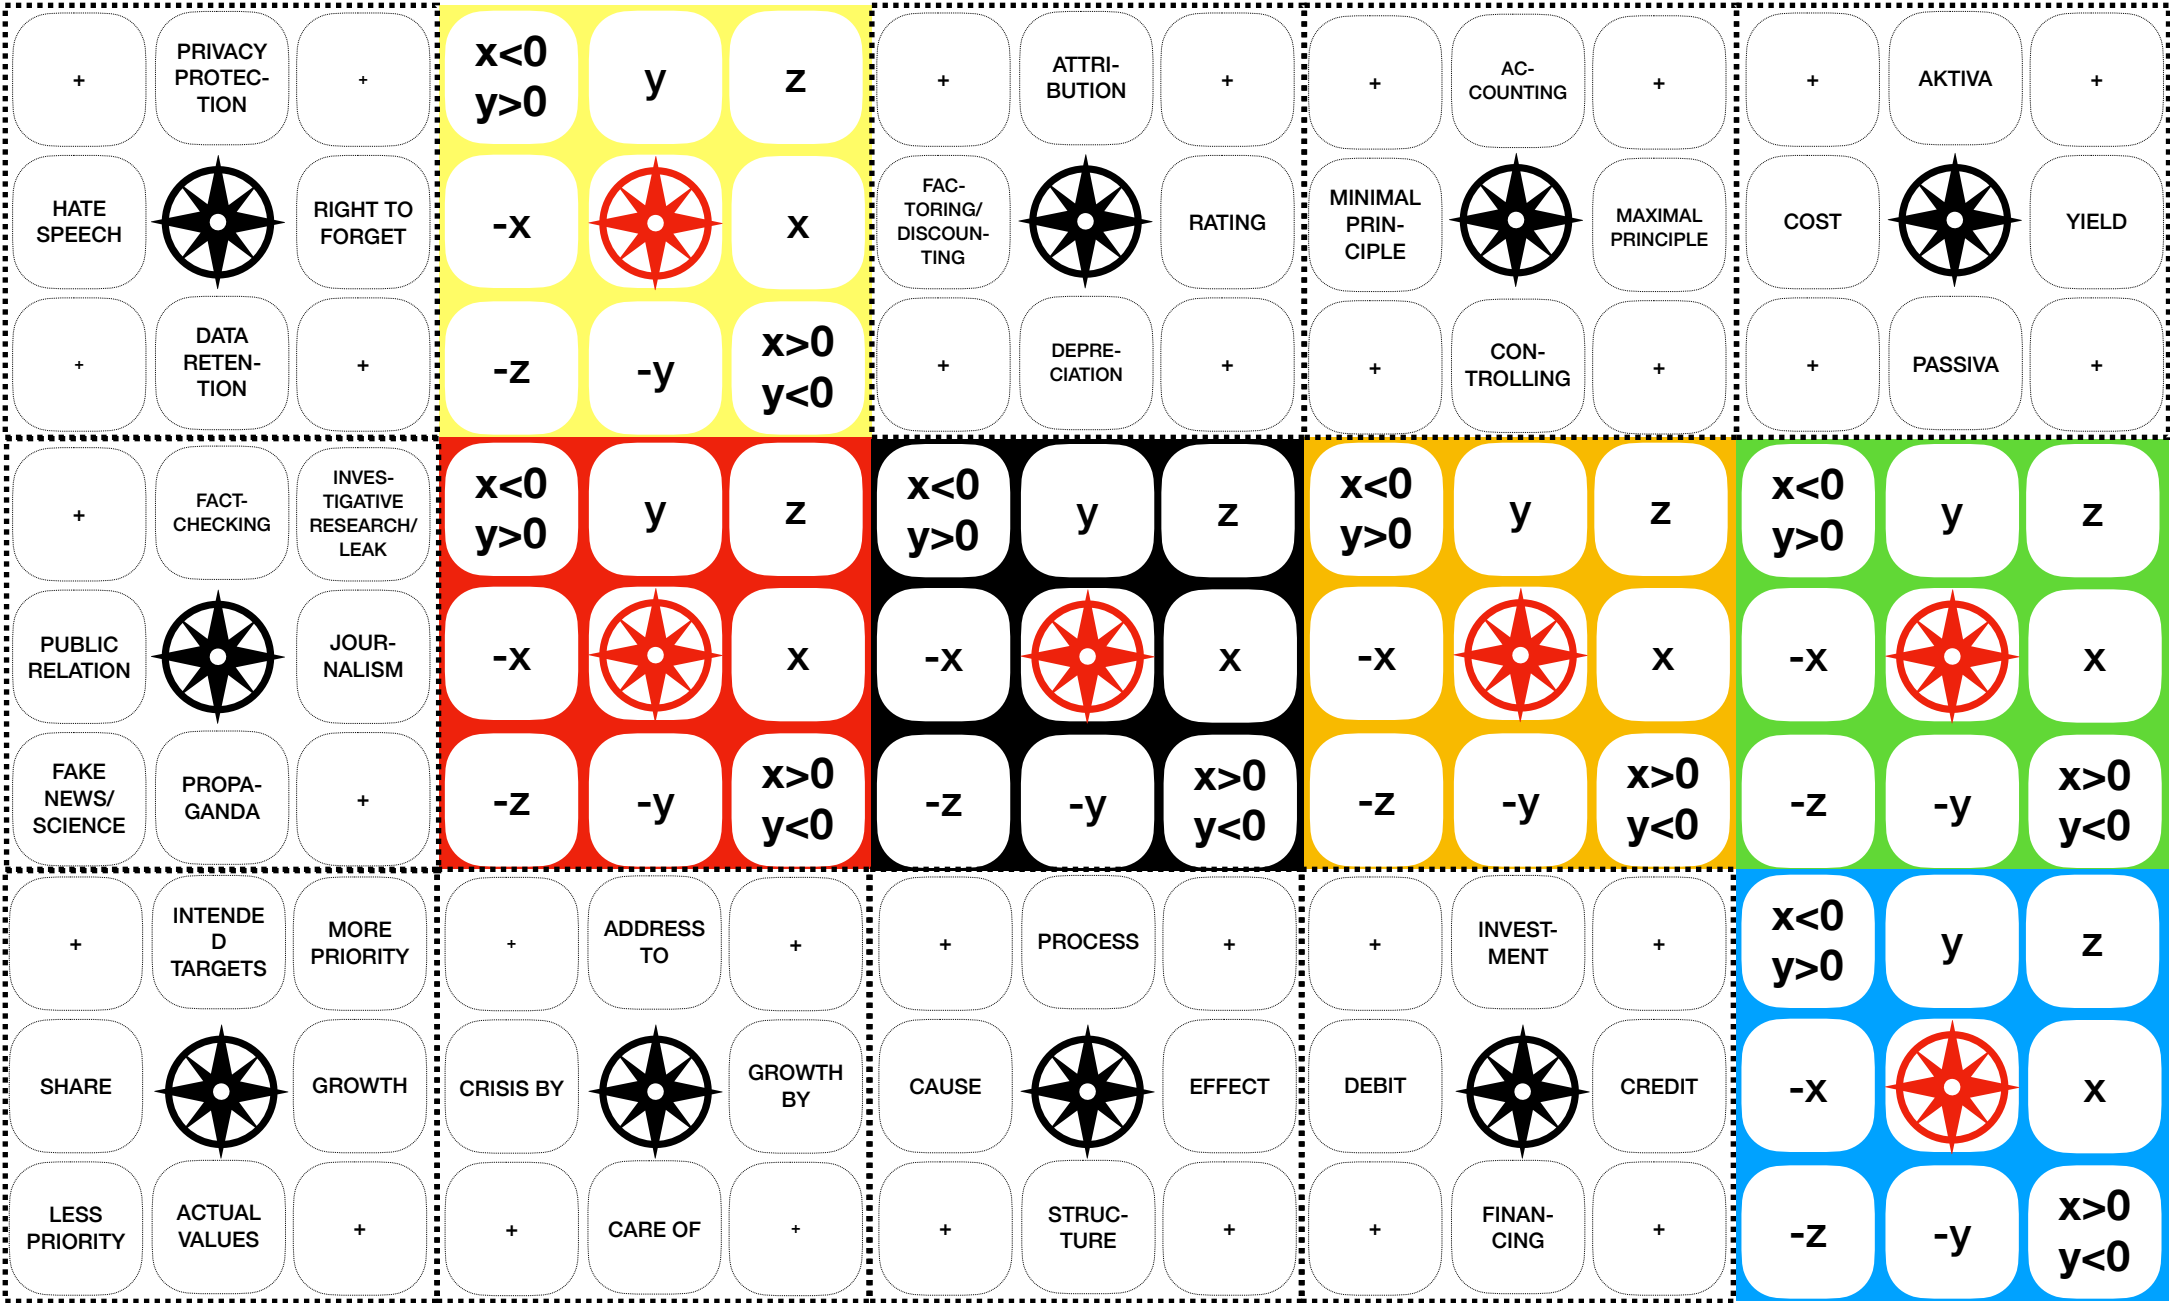 +
PRIVACY
PROTEC-
TION
+
HATE
SPEECH
RIGHT TO
FORGET
+
DATA
RETEN-
TION
+
x<0
y>0
y
z
-x
x
-z
-y
x>0
y<0
+
ATTRI-
BUTION
+
FAC-
TORING/
DISCOUN-
TING
RATING
+
DEPRE-
CIATION
+
+
AC-
COUNTING
+
MINIMAL
PRIN-
CIPLE
MAXIMAL
PRINCIPLE
+
CON-
TROLLING
+
+
AKTIVA
+
COST
YIELD
+
PASSIVA
+
+
FACT-
CHECKING
INVES-
TIGATIVE
RESEARCH/
LEAK
PUBLIC
RELATION
JOUR-
NALISM
FAKE
NEWS/
SCIENCE
PROPA-
GANDA
+
x<0
y>0
y
z
-x
x
-z
-y
x>0
y<0
x<0
y>0
y
z
-x
x
-z
-y
x>0
y<0
x<0
y>0
y
z
-x
x
-z
-y
x>0
y<0
x<0
y>0
y
z
-x
x
-z
-y
x>0
y<0
+
INTENDE
D
TARGETS
MORE
PRIORITY
SHARE
GROWTH
LESS
PRIORITY
ACTUAL
VALUES
+
+
ADDRESS
TO
+
CRISIS BY
GROWTH
BY
+
CARE OF
+
+
PROCESS
+
CAUSE
EFFECT
+
STRUC-
TURE
+
+
INVEST-
MENT
+
DEBIT
CREDIT
+
FINAN-
CING
+
x<0
y>0
y
z
-x
x
-z
-y
x>0
y<0